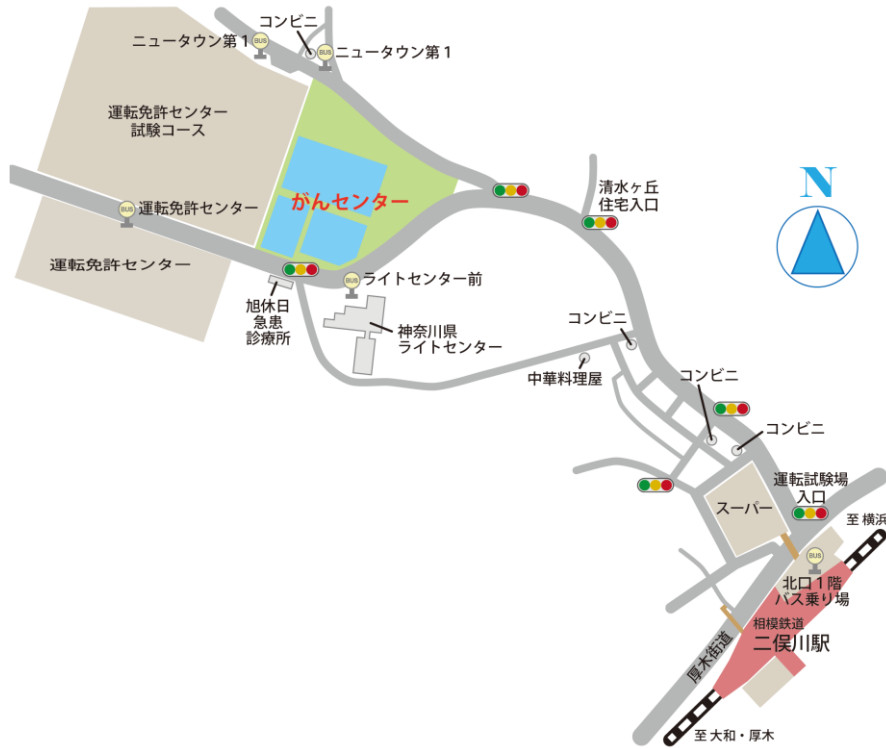 コンビニ
ニュータウン第1
BUS
BUS
ニュータウン第1
運転免許センター
試験コース
N
がんセンター
清水ヶ丘
住宅入口
BUS
運転免許センター
運転免許センター
BUS
ライトセンター前
旭休日
急患
診療所
神奈川県
ライトセンター
コンビニ
中華料理屋
コンビニ
コンビニ
運転試験場
入口
スーパー
至 横浜
BUS
北口1階
バス乗り場
相模鉄道
二俣川駅
厚木街道
至 大和・厚木